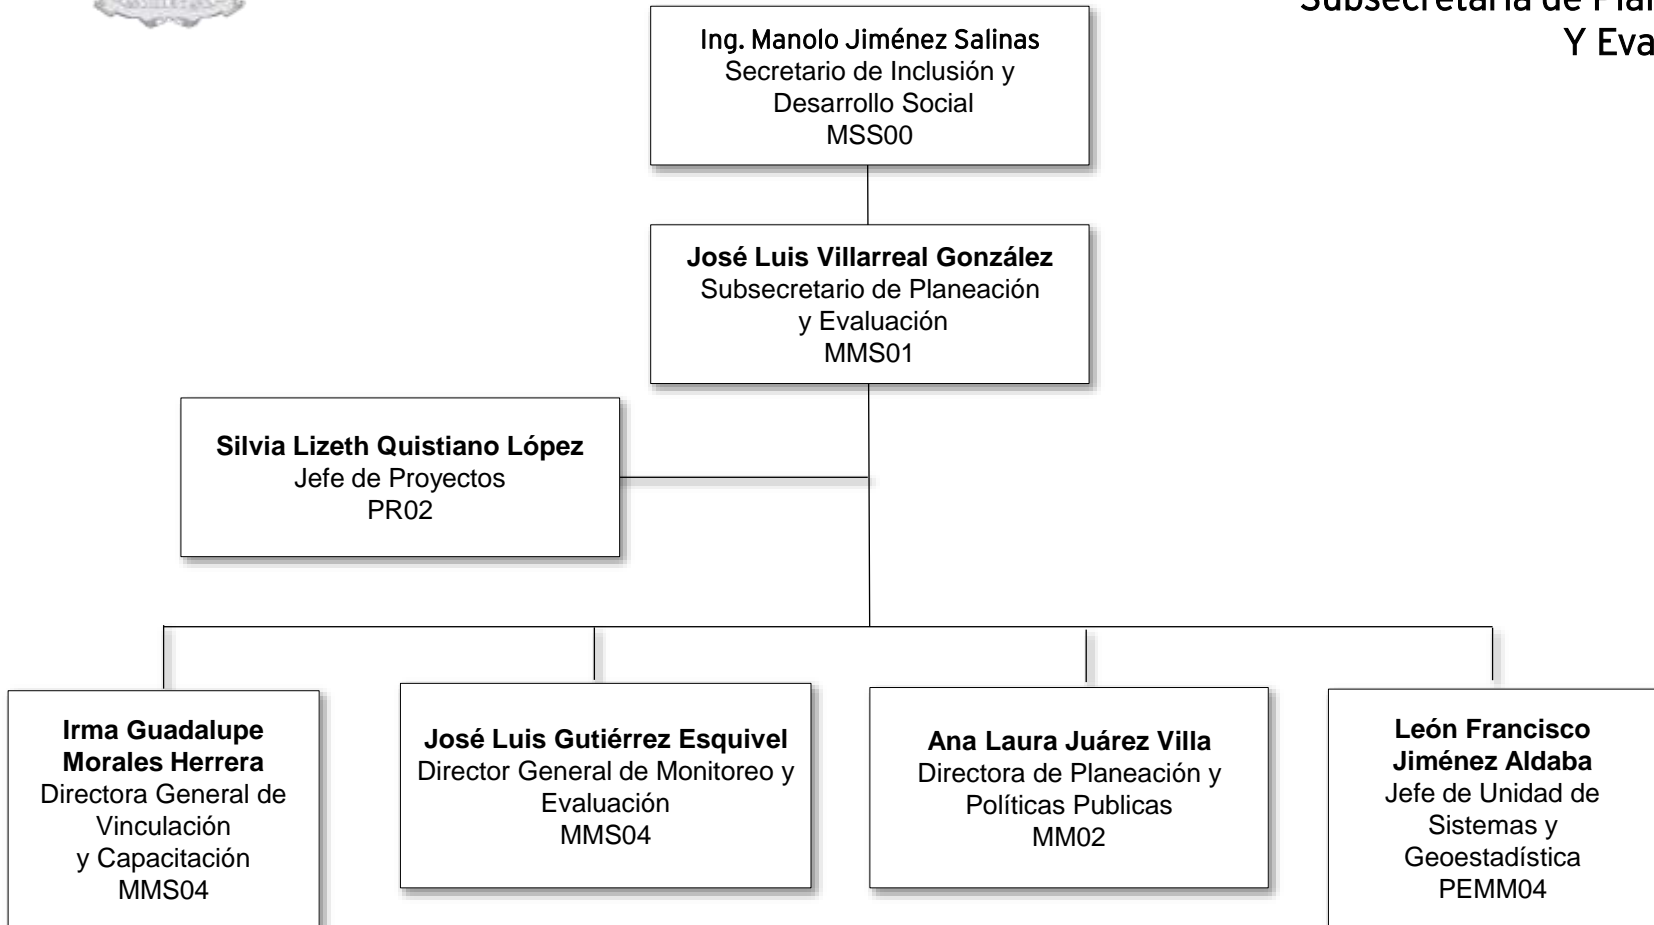 Subsecretaría de
Y
Ing. Manolo Jiménez Salinas
Secretario de Inclusión y
Desarrollo Social
MSS00
José Luis Villarreal González
Subsecretario de Planeación
y Evaluación
MMS01
Silvia Lizeth Quistiano López
Jefe de Proyectos
PR02
Irma Guadalupe
Morales Herrera
Directora General de
Vinculación
y Capacitación
MMS04
José Luis Gutiérrez Esquivel
Director General de Monitoreo y
Evaluación
MMS04
Ana Laura Juárez Villa
Directora de Planeación y
Políticas Publicas
MM02
León Francisco
Jiménez Aldaba
Jefe de Unidad de
Sistemas y
Geoestadística
PEMM04